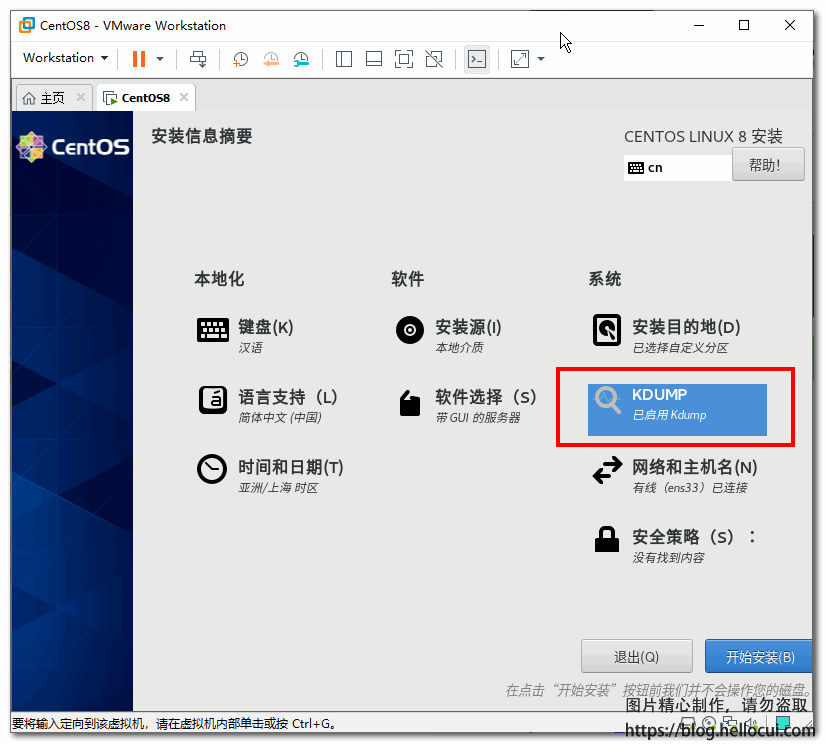 CentOS8 - VMware Workstation
Workstation
主页
CentOS8
CentOS
安装信息摘要
CENTOS LINUX 8 安装
cn
帮助!
本地化
软件
系统
键盘(K)
汉语
安装源(I)
本地介质
安装目的地(D)
已选择自定义分区
语言支持（L)
简体中文 (中国)
软件选择（S)
带 GUI 的服务器
KDUMP
已启用 Kdump
时间和日期(T)
亚洲/上海 时区
网络和主机名(N)
有线（ens33）已连接
安全策略（S）：
没有找到内容
退出(Q)
开始安装(B)
在点击“开始安装”按钮前我们并不会操作您的磁盘。
图片精心制作，请勿盗取
要将输入定向到该虚拟机，请在虚拟机内部单击或按 Ctrl+G。
https://blog.hellocui.com